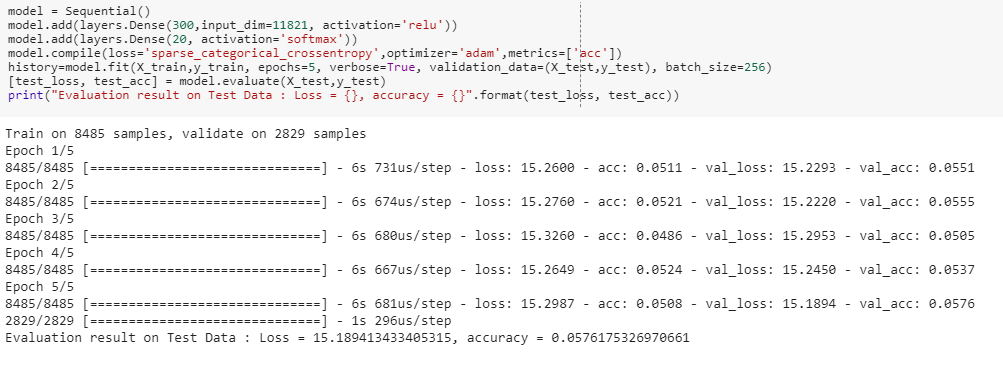 model = Sequential()
model.add(layers.Dense(300,input_dim=11821, activation='relu'))
model.add(layers.Dense(20, activation='softmax'))
model.compile(loss='sparse_categorical_crossentropy',optimizer='adam',metrics=['acc'])
history=model.fit(X_train,y_train, epochs=5, verbose=True, validation_data=(X_test,y_test), batch_size=256)
[test_loss, test_acc] = model.evaluate(X_test,y_test)
print("Evaluation result on Test Data : Loss = {}, accuracy = {}".format(test_loss, test_acc))
Train on 8485 samples, validate on 2829 samples
Epoch 1/5
8485/8485 [==============================] - 6s 731us/step - loss: 15.2600 - acc: 0.0511 - val_loss: 15.2293 - val_acc: 0.0551
Epoch 2/5
8485/8485 [==============================] - 6s 674us/step - loss: 15.2760 - acc: 0.0521 - val_loss: 15.2220 - val_acc: 0.0555
Epoch 3/5
8485/8485 [==============================] - 6s 680us/step - loss: 15.3260 - acc: 0.0486 - val_loss: 15.2953 - val_acc: 0.0505
Epoch 4/5
8485/8485 [==============================] - 6s 667us/step - loss: 15.2649 - acc: 0.0524 - val_loss: 15.2450 - val_acc: 0.0537
Epoch 5/5
8485/8485 [==============================] - 6s 681us/step - loss: 15.2987 - acc: 0.0508 - val_loss: 15.1894 - val_acc: 0.0576
2829/2829 [==============================] - 1s 296us/step
Evaluation result on Test Data : Loss = 15.189413433405315, accuracy = 0.0576175326970661